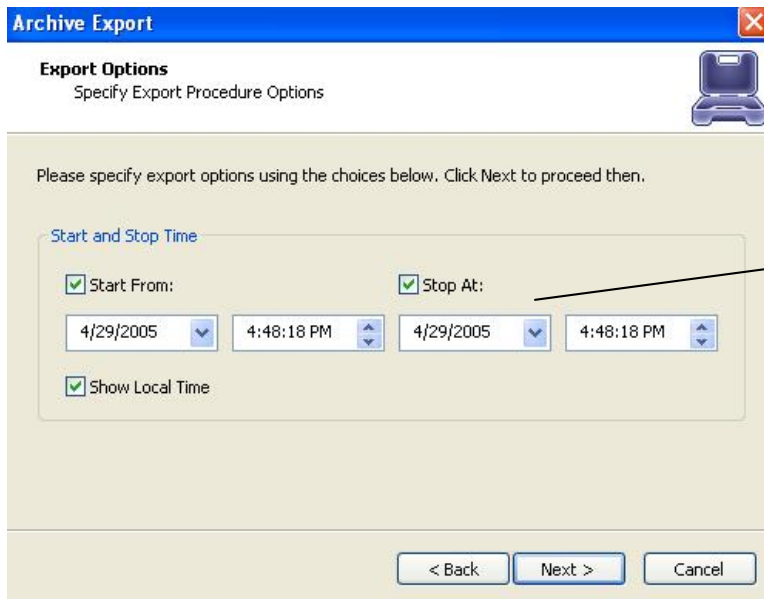 Archive Export
Export Options
Specify Export Procedure Options
Please specify export options using the choices below. Click Next to proceed then.
Start and Stop Time
Start From: Stop At:
4/29/2005 4:48:18 PM 4/29/2005 4:48:18 PM
Show Local Time
< Back Next > Cancel